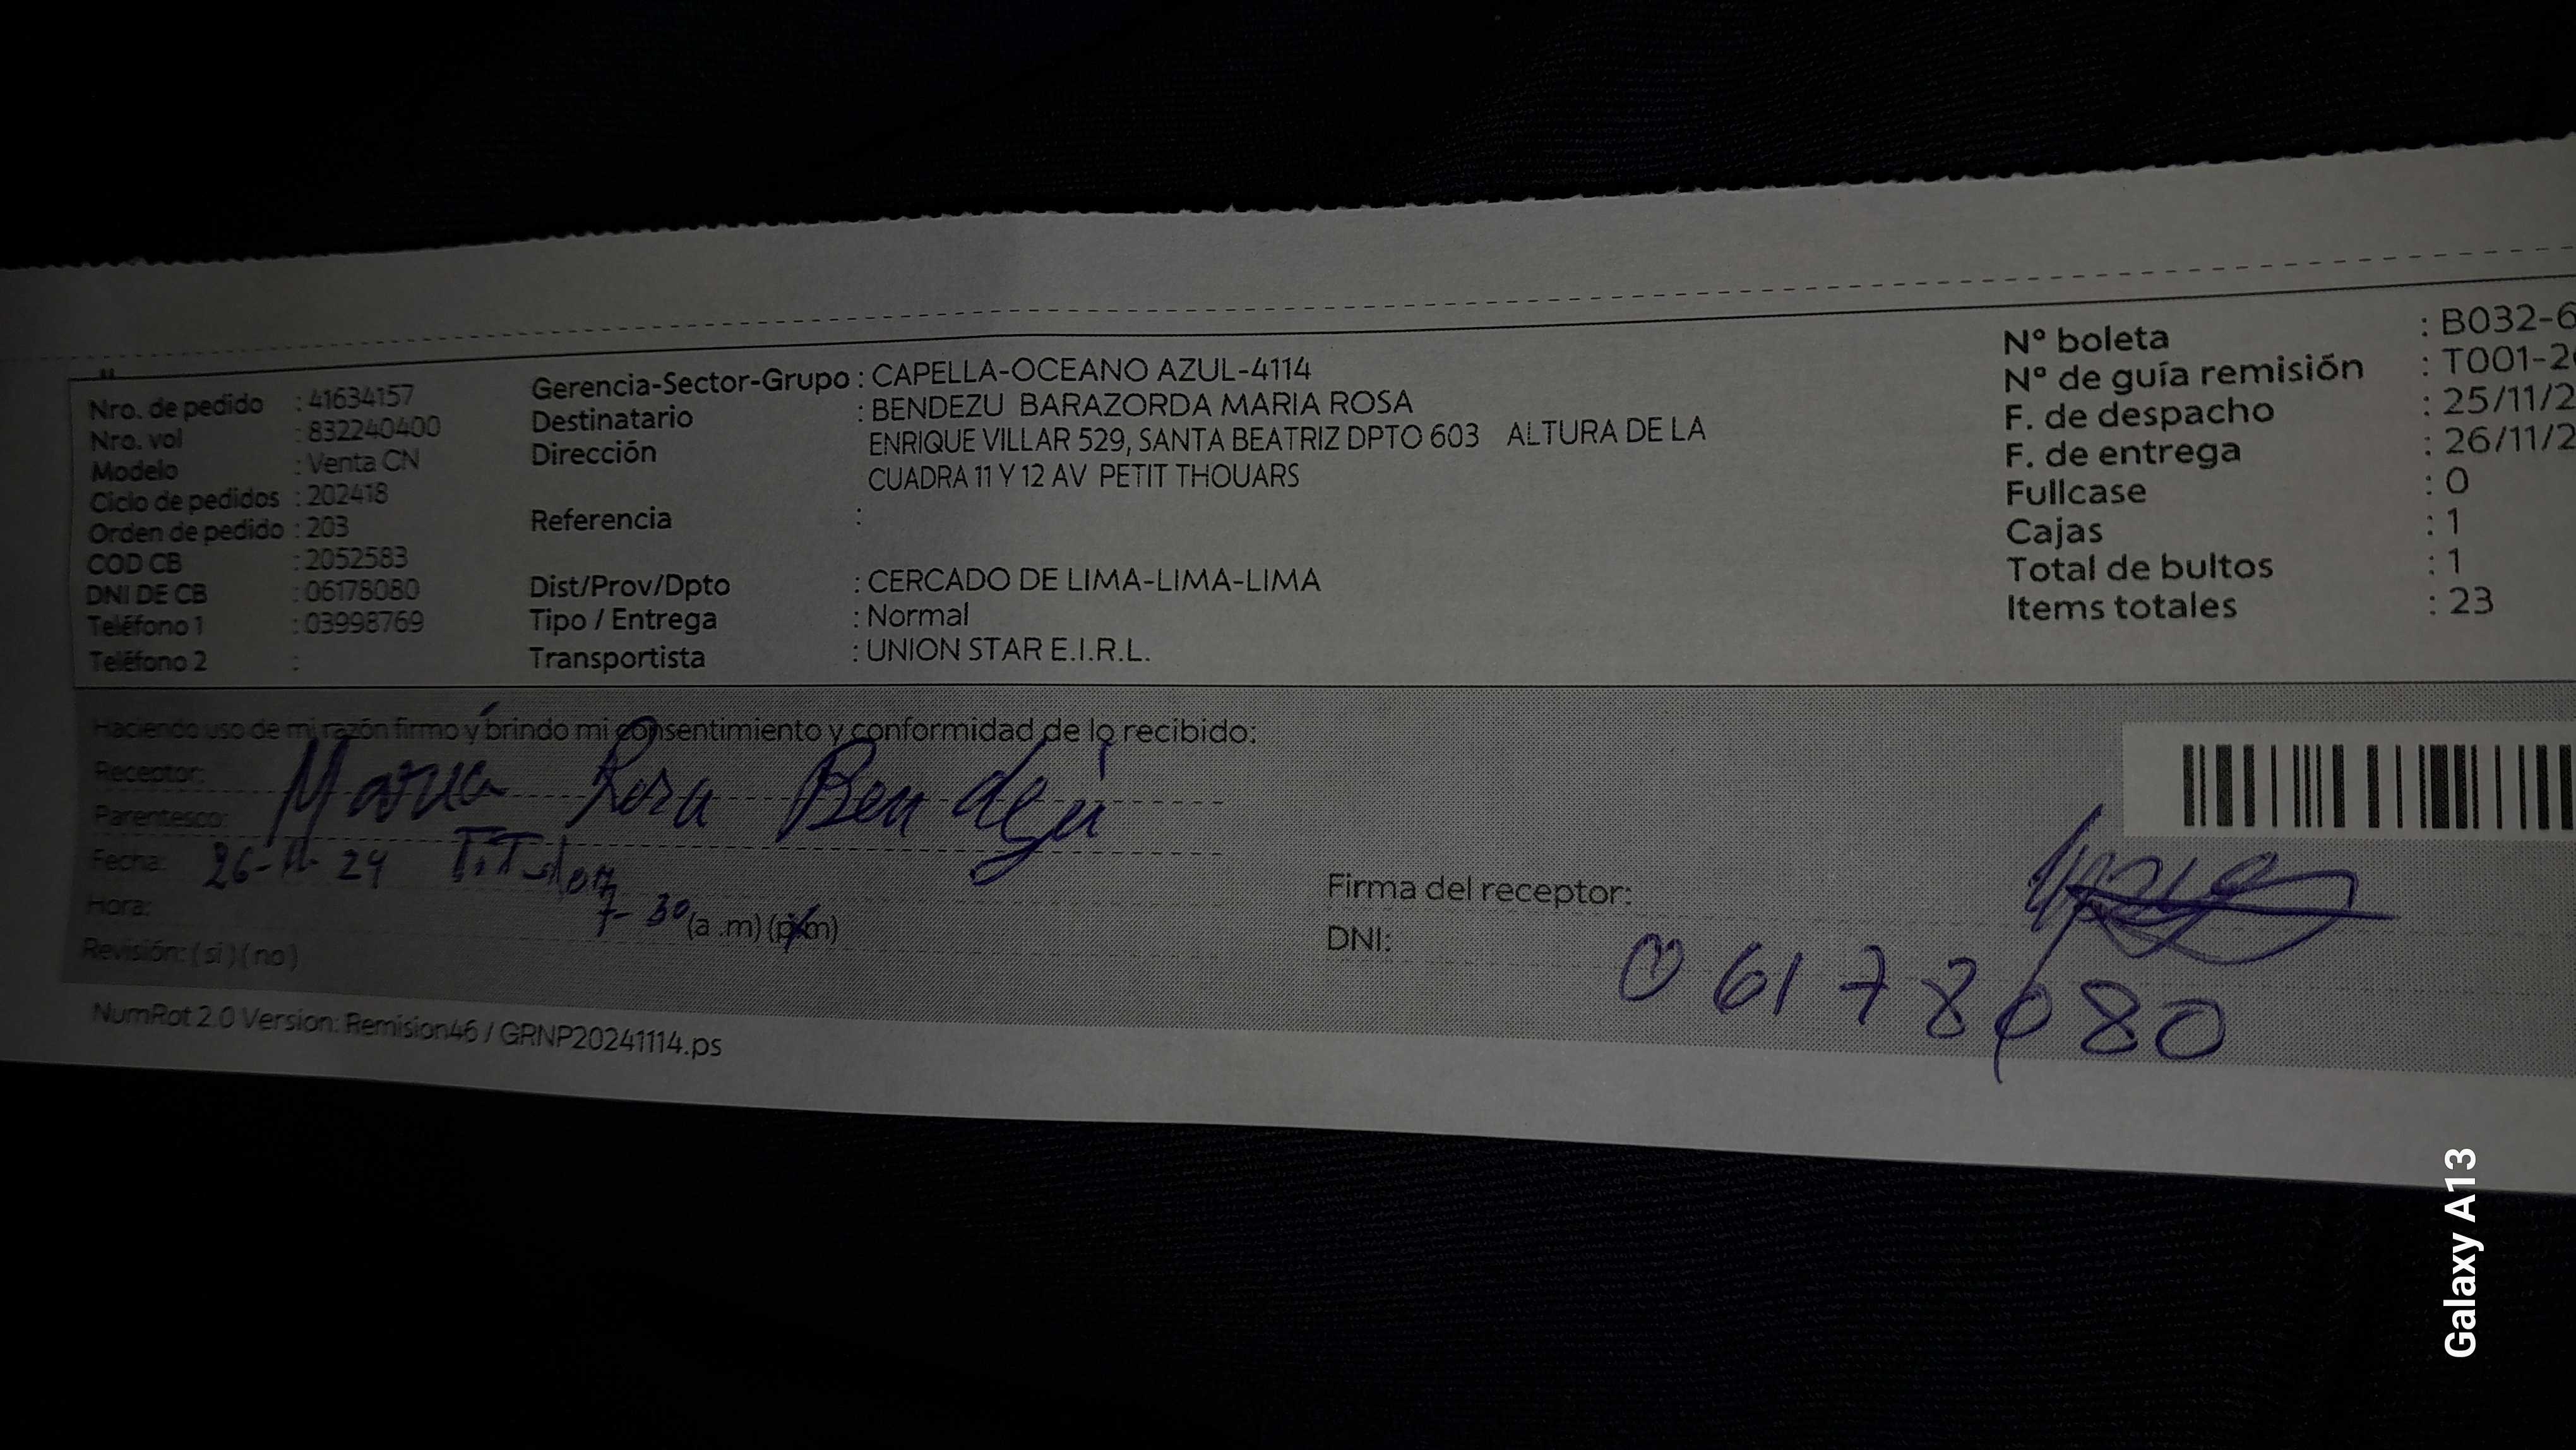 Nro. de pedido : 41634157
Nro. vol : 832240400
Modelo : Venta CN
Ciclo de pedidos : 202418
Orden de pedido : 203
COD CB : 2052583
DNI DE CB : 06178080
Teléfono 1 : 03998769
Teléfono 2 :
Gerencia-Sector-Grupo : CAPELLA-OCEANO AZUL-4114
Destinatario : BENDEZU BARAZORDA MARIA ROSA
Dirección ENRIQUE VILLAR 529, SANTA BEATRIZ DPTO 603 ALTURA DE LA
CUADRA 11 Y 12 AV PETIT THOUARS
Referencia :
Dist/Prov/Dpto : CERCADO DE LIMA-LIMA-LIMA
Tipo / Entrega : Normal
Transportista : UNION STAR E.I.R.L.
Nº boleta : B032-6
Nº de guía remisión : T001-2
F. de despacho : 25/11/2
F. de entrega : 26/11/2
Fullcase : 0
Cajas : 1
Total de bultos : 1
Items totales : 23
Haciendo uso de mi razón firmo y brindo mi consentimiento y conformidad de lo recibido:
Receptor: Maria Rosa Bendezú
Parentesco: Titular
Fecha: 26-11-24
Hora: 7-30 (a .m) (p.m)
Revisión: ( si ) ( no )
Firma del receptor:
DNI: 06178080
NumRot 2.0 Version: Remision46 / GRNP20241114.ps
Galaxy A13